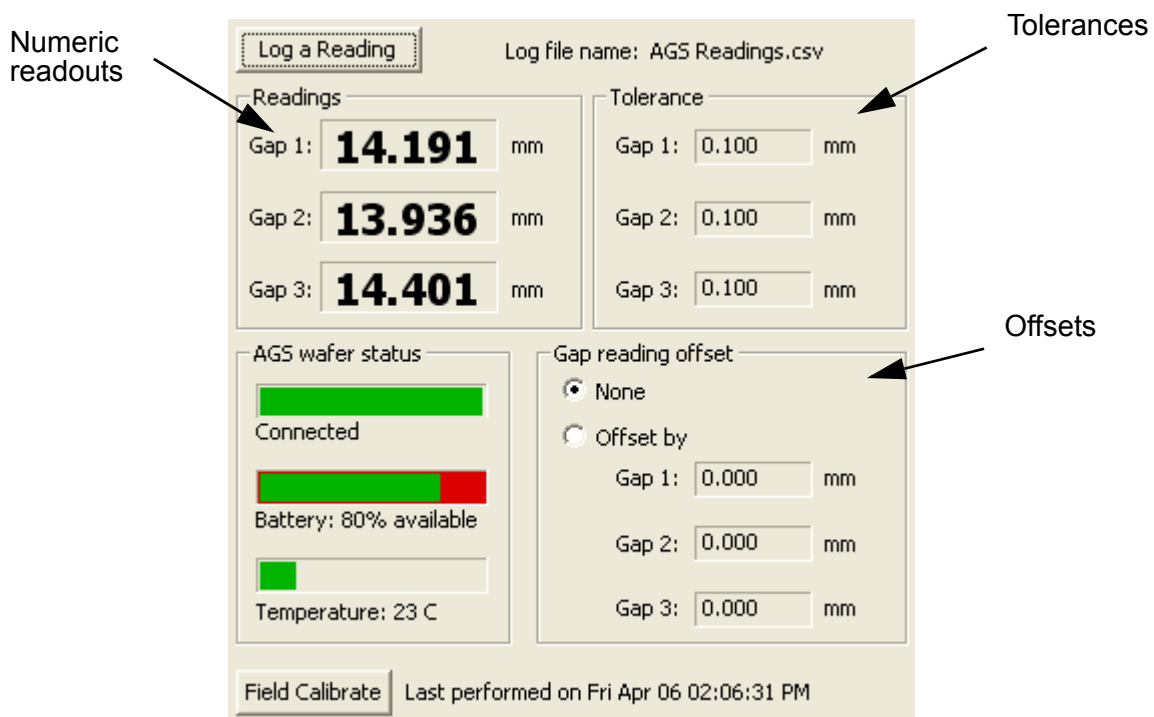 Numeric
readouts
Tolerances
Log a Reading
Log file name: AGS Readings.csv
Readings
Gap 1: 14.191 mm
Gap 2: 13.936 mm
Gap 3: 14.401 mm
Tolerance
Gap 1: 0.100 mm
Gap 2: 0.100 mm
Gap 3: 0.100 mm
Offsets
AGS wafer status
Connected
Battery: 80% available
Temperature: 23 C
Gap reading offset
None
Offset by
Gap 1: 0.000 mm
Gap 2: 0.000 mm
Gap 3: 0.000 mm
Field Calibrate
Last performed on Fri Apr 06 02:06:31 PM